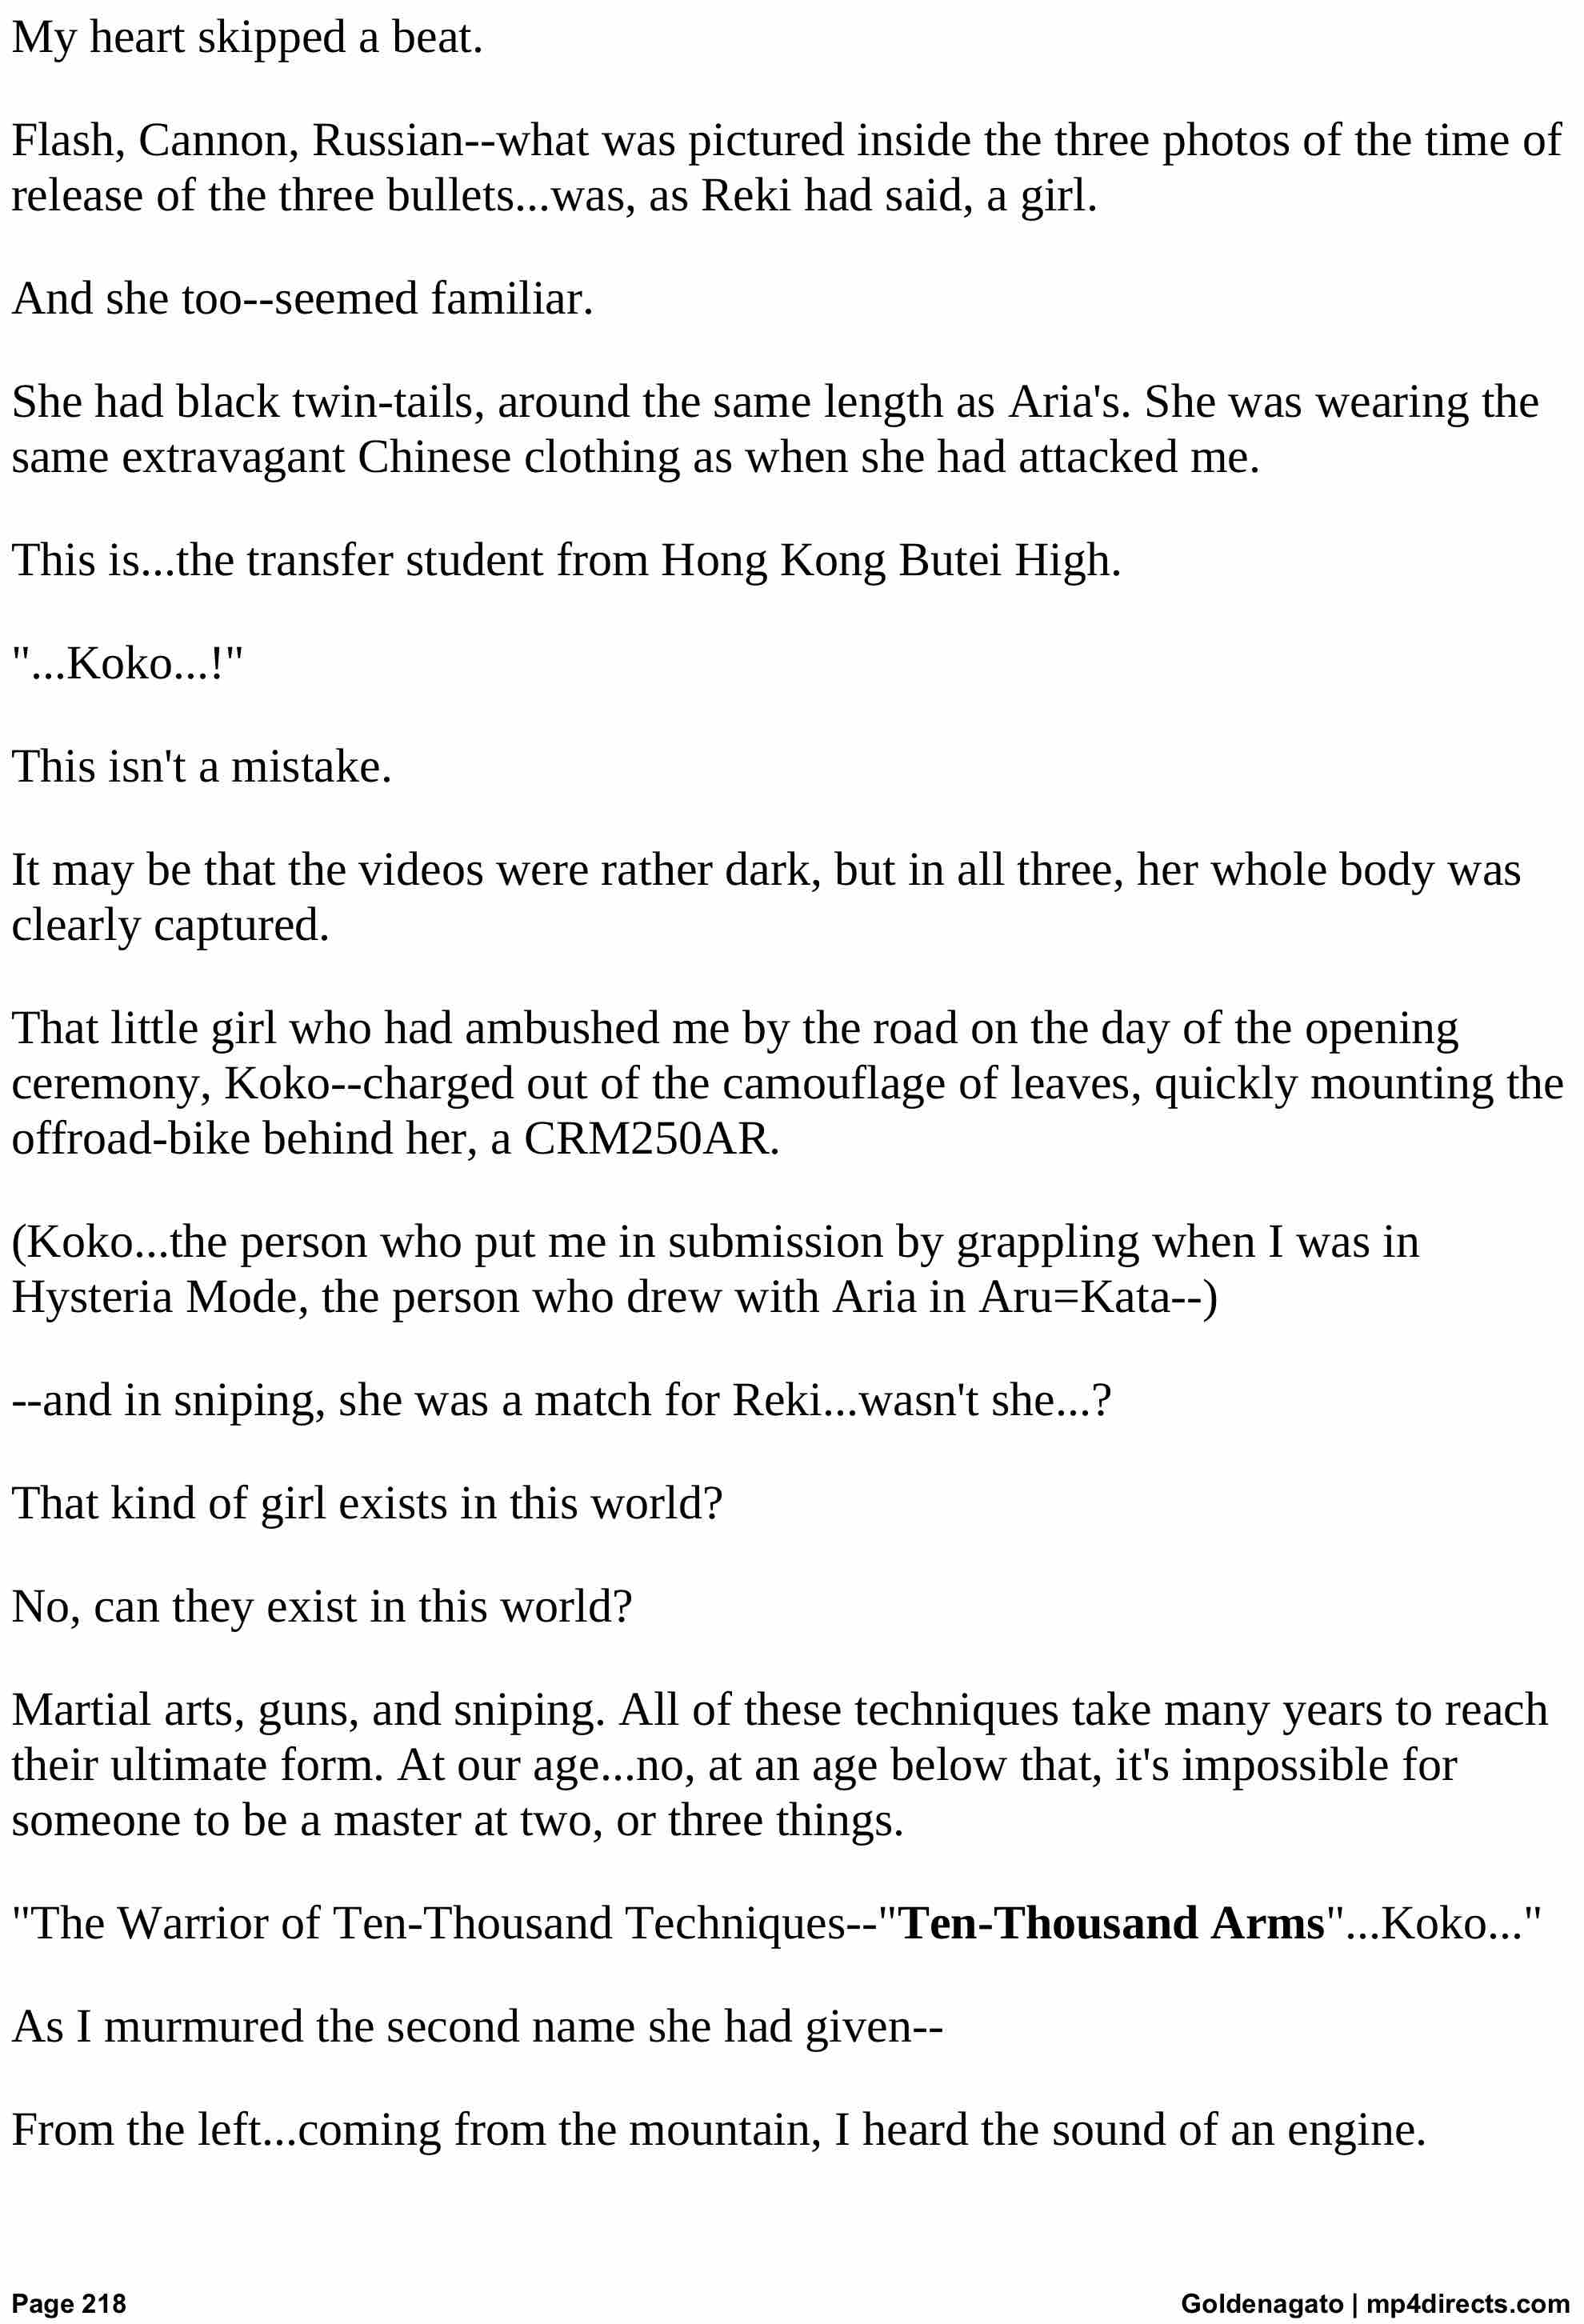 My heart skipped a beat.
Flash, Cannon, Russian--what was pictured inside the three photos of the time of
release of the three bullets...was, as Reki had said, a girl.
And she too--seemed familiar.
She had black twin-tails, around the same length as Aria's. She was wearing the
same extravagant Chinese clothing as when she had attacked me.
This is...the transfer student from Hong Kong Butei High.
"...Koko...!"
This isn't a mistake.
It may be that the videos were rather dark, but in all three, her whole body was
clearly captured.
That little girl who had ambushed me by the road on the day of the opening
ceremony, Koko--charged out of the camouflage of leaves, quickly mounting the
offroad-bike behind her, a CRM250AR.
(Koko...the person who put me in submission by grappling when I was in
Hysteria Mode, the person who drew with Aria in Aru=Kata--)
--and in sniping, she was a match for Reki...wasn't she...?
That kind of girl exists in this world?
No, can they exist in this world?
Martial arts, guns, and sniping. All of these techniques take many years to reach
their ultimate form. At our age...no, at an age below that, it's impossible for
someone to be a master at two, or three things.
"The Warrior of Ten-Thousand Techniques--"Ten-Thousand Arms"...Koko..."
As I murmured the second name she had given--
From the left...coming from the mountain, I heard the sound of an engine.
Page 218
Goldenagato | mp4directs.com